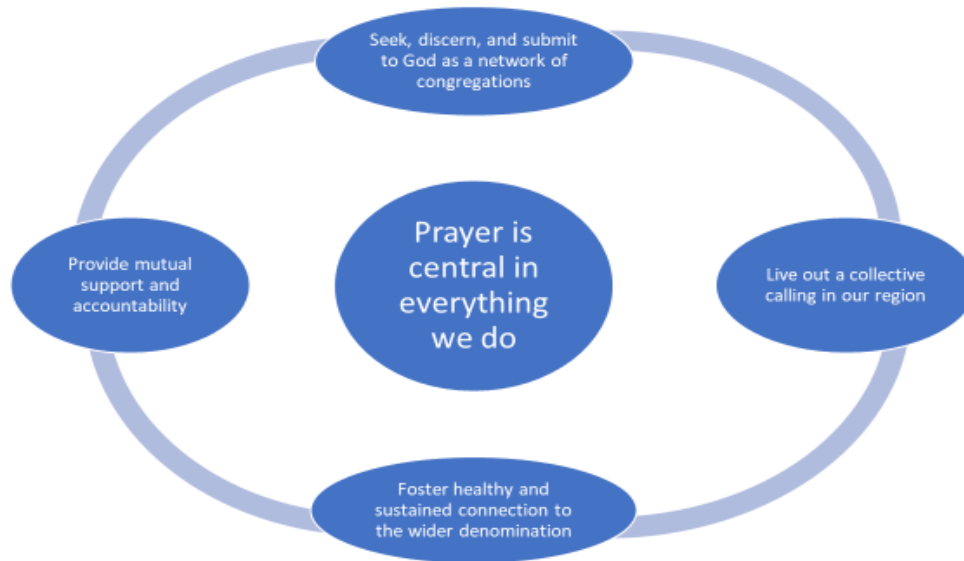 Seek, discern, and submit
to God as a network of
congregations
Provide mutual
support and
accountability
Prayer is
central in
everything
we do
Live out a collective
calling in our region
Foster healthy and
sustained connection to
the wider denomination